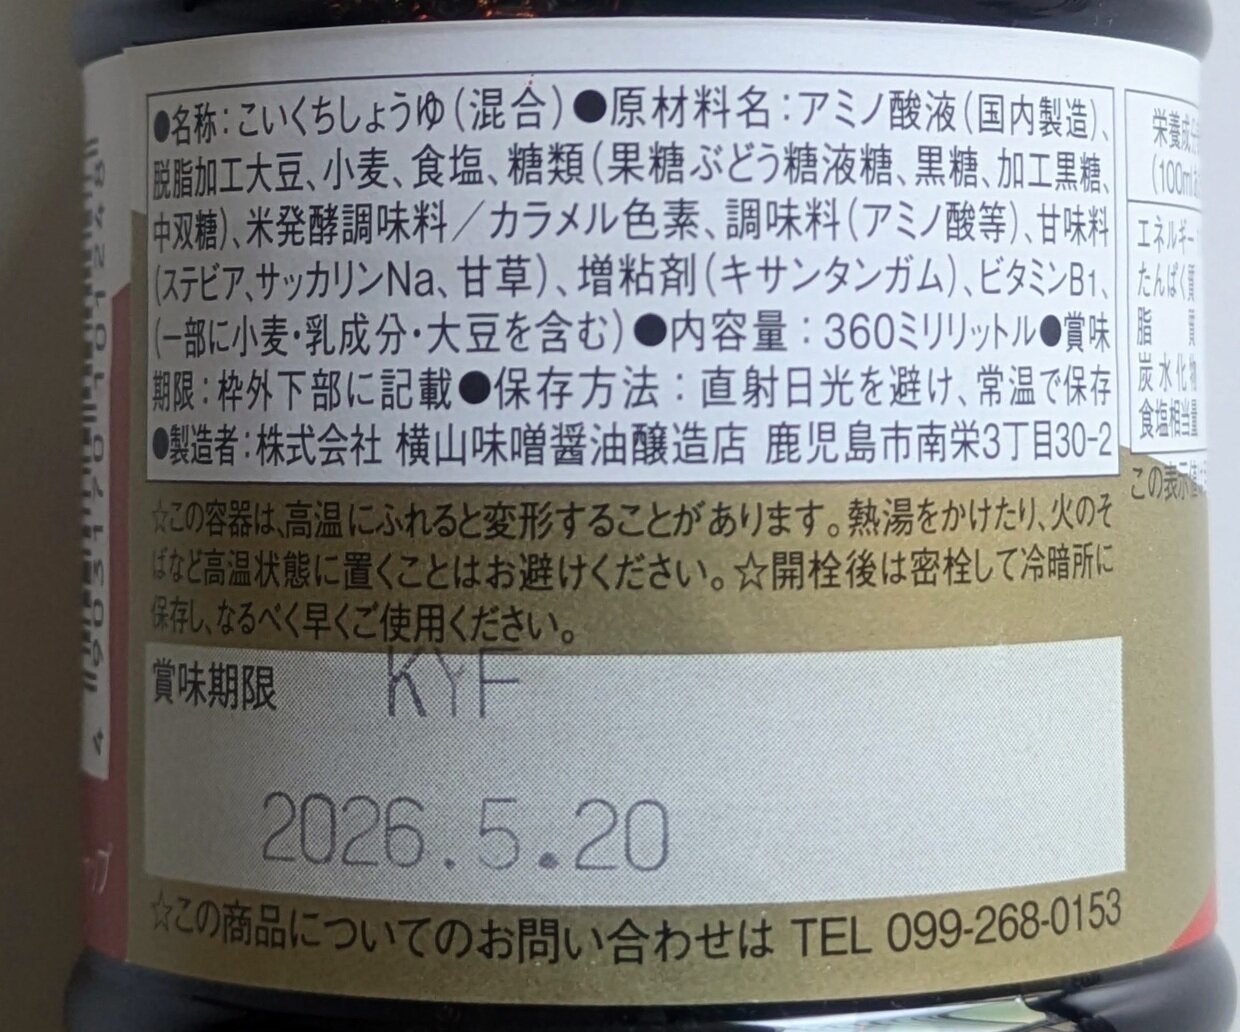 ●名称：こいくちしょうゆ（混合）●原材料名：アミノ酸液（国内製造）、
脱脂加工大豆、小麦、食塩、糖類（果糖ぶどう糖液糖、黒糖、加工黒糖、
中双糖）、米発酵調味料／カラメル色素、調味料（アミノ酸等）、甘味料
（ステビア、サッカリンNa、甘草）、増粘剤（キサンタンガム）、ビタミンB1、
（一部に小麦・乳成分・大豆を含む）●内容量：360ミリリットル●賞味
期限：枠外下部に記載●保存方法：直射日光を避け、常温で保存
●製造者：株式会社 横山味噌醤油醸造店 鹿児島市南栄3丁目30-2
☆この容器は、高温にふれると変形することがあります。熱湯をかけたり、火のそ
ばなど高温状態に置くことはお避けください。☆開栓後は密栓して冷暗所に
保存し、なるべく早くご使用ください。
賞味期限 KYF
2026.5.20
☆この商品についてのお問い合わせは TEL 099-268-0153
栄養成分
(100ml
エネルギー
たんぱく質
脂質
炭水化物
食塩相当量
この表示値